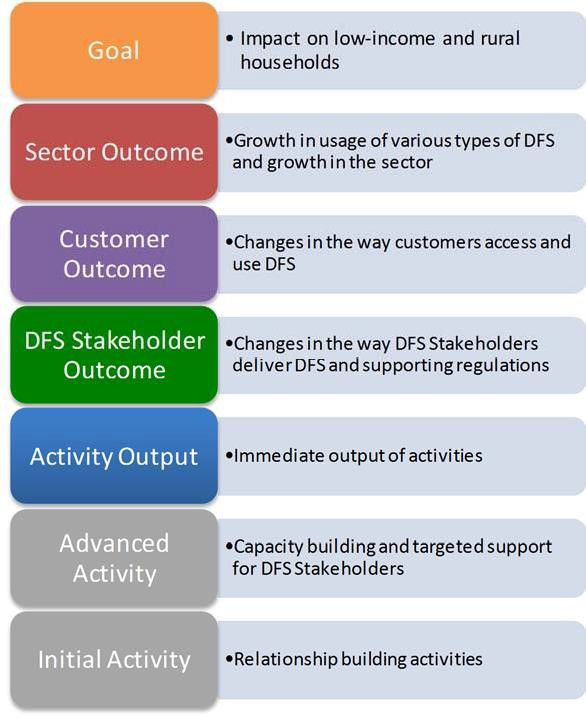 Goal
• Impact on low-income and rural
households
Sector Outcome
•Growth in usage of various types of DFS
and growth in the sector
Customer
Outcome
•Changes in the way customers access and
use DFS
DFS Stakeholder
Outcome
•Changes in the way DFS Stakeholders
deliver DFS and supporting regulations
Activity Output
•Immediate output of activities
Advanced
Activity
•Capacity building and targeted support
for DFS Stakeholders
Initial Activity
•Relationship building activities